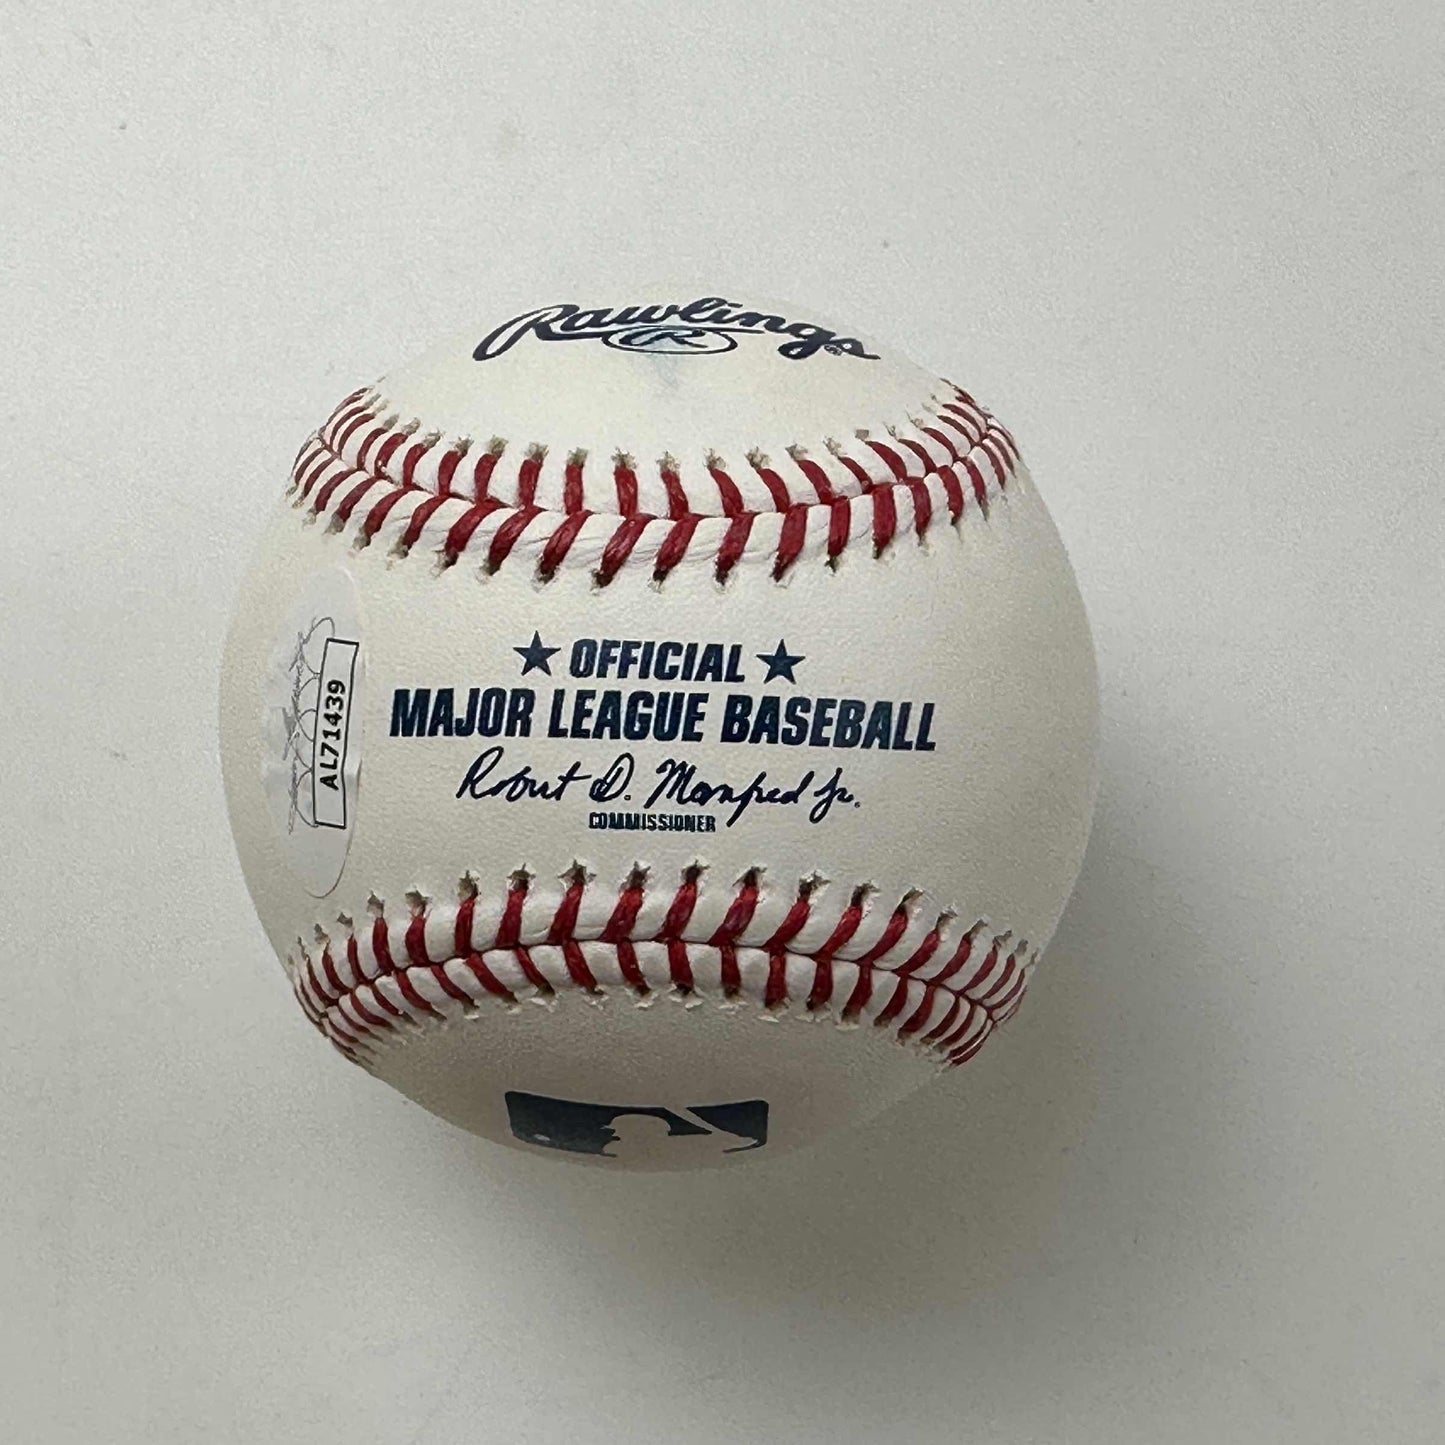 Rawlings
R
★ OFFICIAL ★
MAJOR LEAGUE BASEBALL
Robert D. Manfred Jr.
COMMISSIONER
AL71439